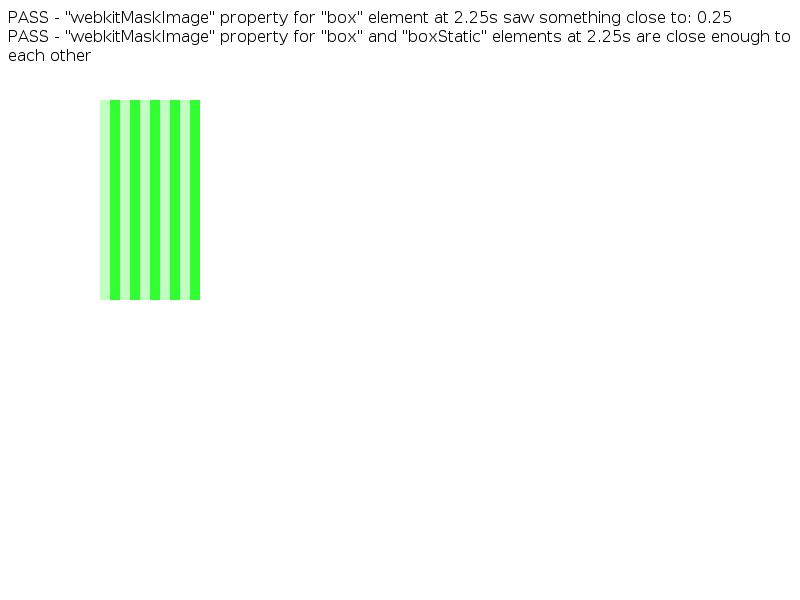 PASS - "webkitMaskImage" property for "box" element at 2.25s saw something close to: 0.25
PASS - "webkitMaskImage" property for "box" and "boxStatic" elements at 2.25s are close enough to
each other